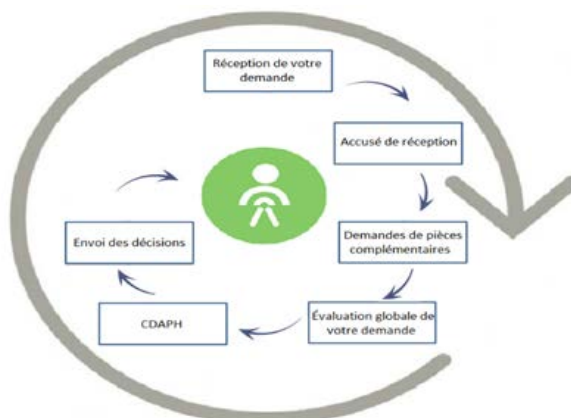 Réception de votre
demande
Accusé de réception
Demandes de pièces
complémentaires
Évaluation globale de
votre demande
CDAPH
Envoi des décisions